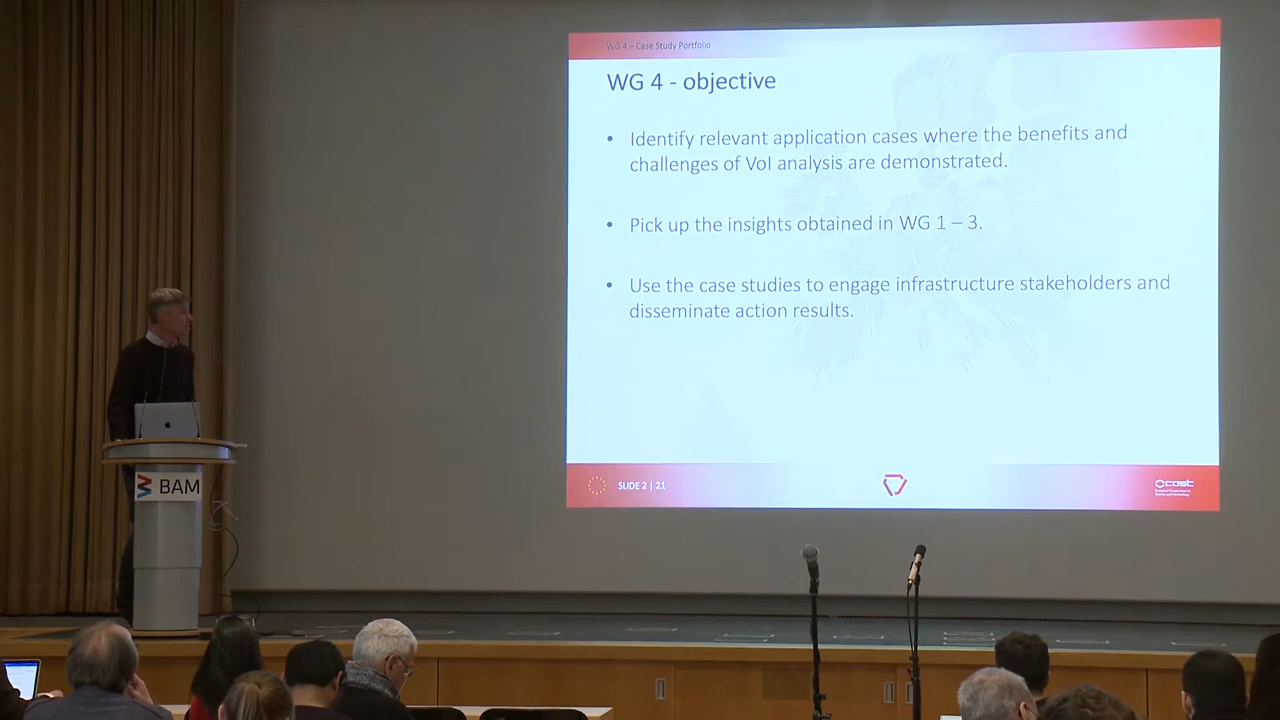 WG 4 – Case Study Portfolio
WG 4 - objective
• Identify relevant application cases where the benefits and
challenges of VoI analysis are demonstrated.
• Pick up the insights obtained in WG 1 – 3.
• Use the case studies to engage infrastructure stakeholders and
disseminate action results.
SLIDE 2 | 21
cost
BAM